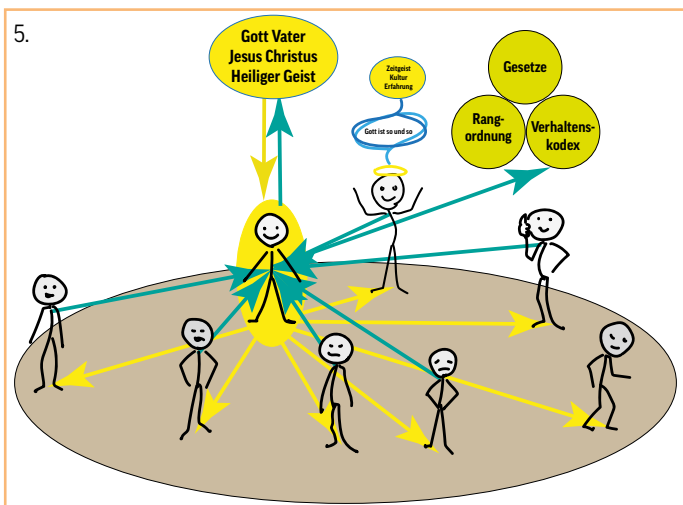 5.
Gott Vater
Jesus Christus
Heiliger Geist
Zeitgeist
Kultur
Erfahrung
Gott ist so und so
Gesetze
Rang-
ordnung
Verhaltens-
kodex